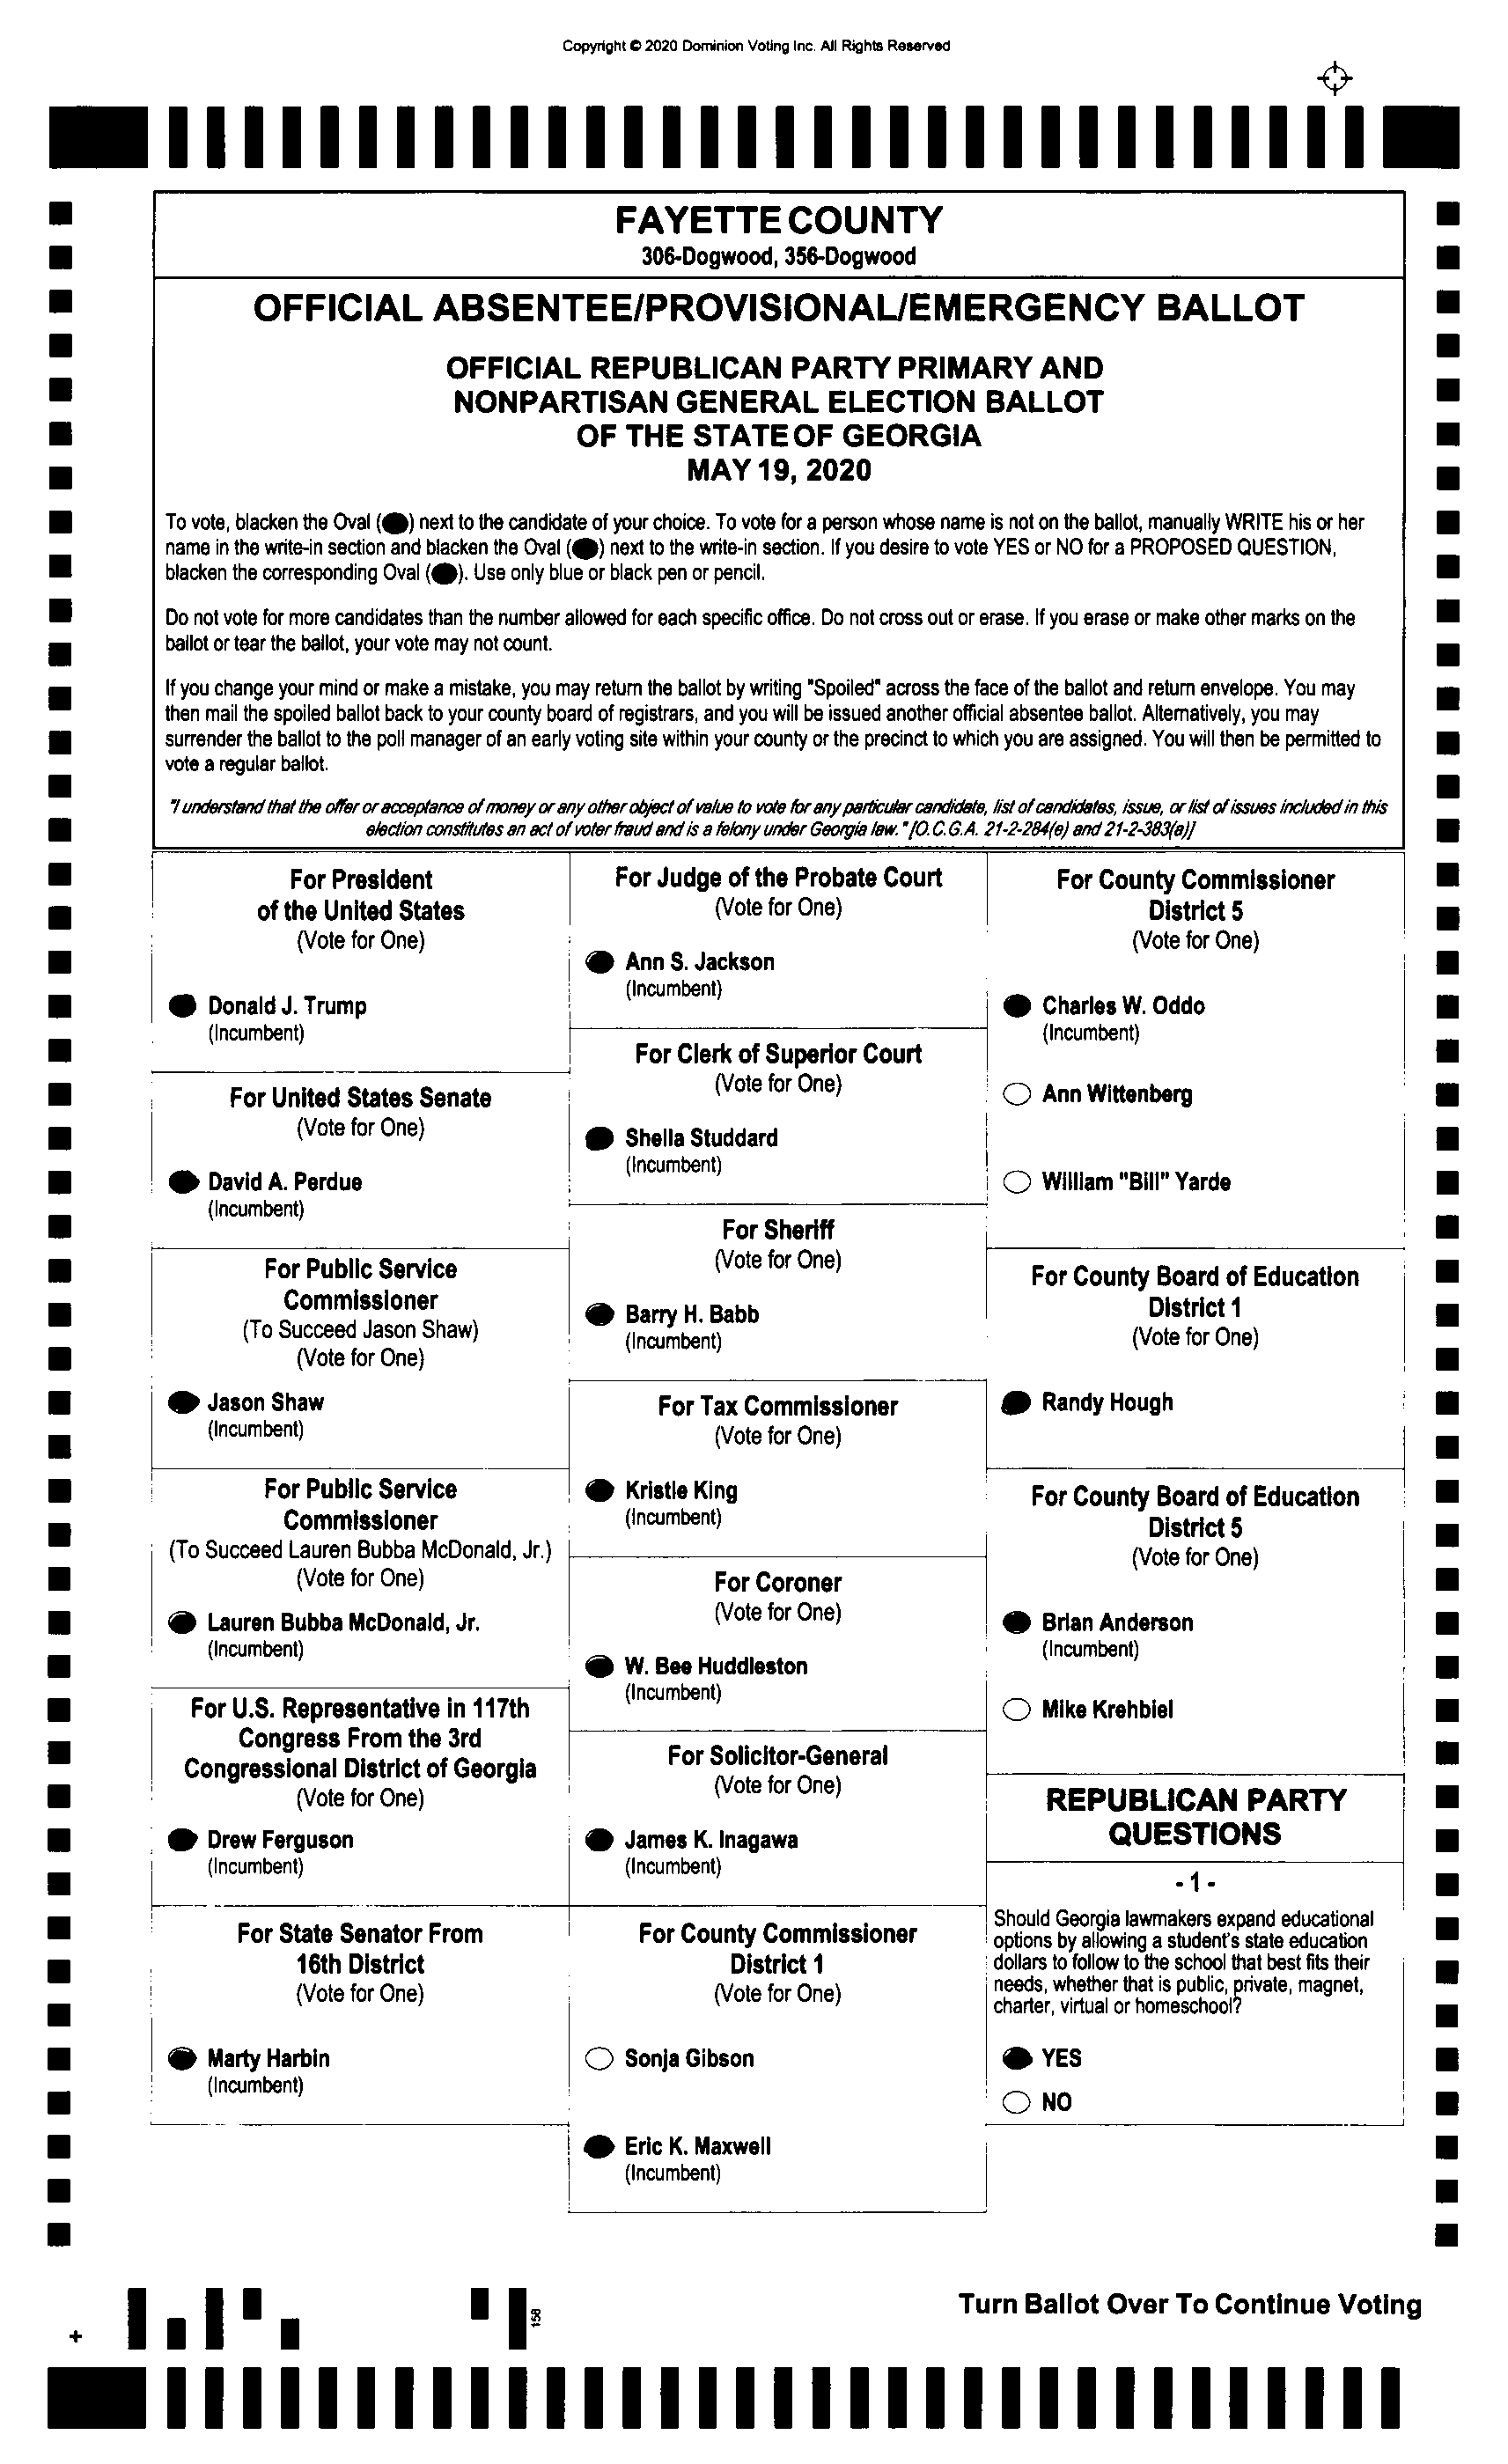 Copyright © 2020 Dominion Voting Inc. All Rights Reserved
FAYETTE COUNTY
306-Dogwood, 356-Dogwood
OFFICIAL ABSENTEE/PROVISIONAL/EMERGENCY BALLOT
OFFICIAL REPUBLICAN PARTY PRIMARY AND
NONPARTISAN GENERAL ELECTION BALLOT
OF THE STATE OF GEORGIA
MAY 19, 2020
To vote, blacken the Oval (●) next to the candidate of your choice. To vote for a person whose name is not on the ballot, manually WRITE his or her
name in the write-in section and blacken the Oval (●) next to the write-in section. If you desire to vote YES or NO for a PROPOSED QUESTION,
blacken the corresponding Oval (●). Use only blue or black pen or pencil.
Do not vote for more candidates than the number allowed for each specific office. Do not cross out or erase. If you erase or make other marks on the
ballot or tear the ballot, your vote may not count.
If you change your mind or make a mistake, you may return the ballot by writing "Spoiled" across the face of the ballot and return envelope. You may
then mail the spoiled ballot back to your county board of registrars, and you will be issued another official absentee ballot. Alternatively, you may
surrender the ballot to the poll manager of an early voting site within your county or the precinct to which you are assigned. You will then be permitted to
vote a regular ballot.
"I understand that the offer or acceptance of money or any other object of value to vote for any particular candidate, list of candidates, issue, or list of issues included in this
election constitutes an act of voter fraud and is a felony under Georgia law." [O.C.G.A. 21-2-284(e) and 21-2-383(a)]
For President
of the United States
(Vote for One)
Donald J. Trump
(Incumbent)
For United States Senate
(Vote for One)
David A. Perdue
(Incumbent)
For Public Service
Commissioner
(To Succeed Jason Shaw)
(Vote for One)
Jason Shaw
(Incumbent)
For Public Service
Commissioner
(To Succeed Lauren Bubba McDonald, Jr.)
(Vote for One)
Lauren Bubba McDonald, Jr.
(Incumbent)
For U.S. Representative in 117th
Congress From the 3rd
Congressional District of Georgia
(Vote for One)
Drew Ferguson
(Incumbent)
For State Senator From
16th District
(Vote for One)
Marty Harbin
(Incumbent)
For Judge of the Probate Court
(Vote for One)
Ann S. Jackson
(Incumbent)
For Clerk of Superior Court
(Vote for One)
Sheila Studdard
(Incumbent)
For Sheriff
(Vote for One)
Barry H. Babb
(Incumbent)
For Tax Commissioner
(Vote for One)
Kristie King
(Incumbent)
For Coroner
(Vote for One)
W. Bee Huddleston
(Incumbent)
For Solicitor-General
(Vote for One)
James K. Inagawa
(Incumbent)
For County Commissioner
District 1
(Vote for One)
Sonja Gibson
Eric K. Maxwell
(Incumbent)
For County Commissioner
District 5
(Vote for One)
Charles W. Oddo
(Incumbent)
Ann Wittenberg
William "Bill" Yarde
For County Board of Education
District 1
(Vote for One)
Randy Hough
For County Board of Education
District 5
(Vote for One)
Brian Anderson
(Incumbent)
Mike Krehbiel
REPUBLICAN PARTY
QUESTIONS
- 1 -
Should Georgia lawmakers expand educational
options by allowing a student's state education
dollars to follow to the school that best fits their
needs, whether that is public, private, magnet,
charter, virtual or homeschool?
YES
NO
158
Turn Ballot Over To Continue Voting